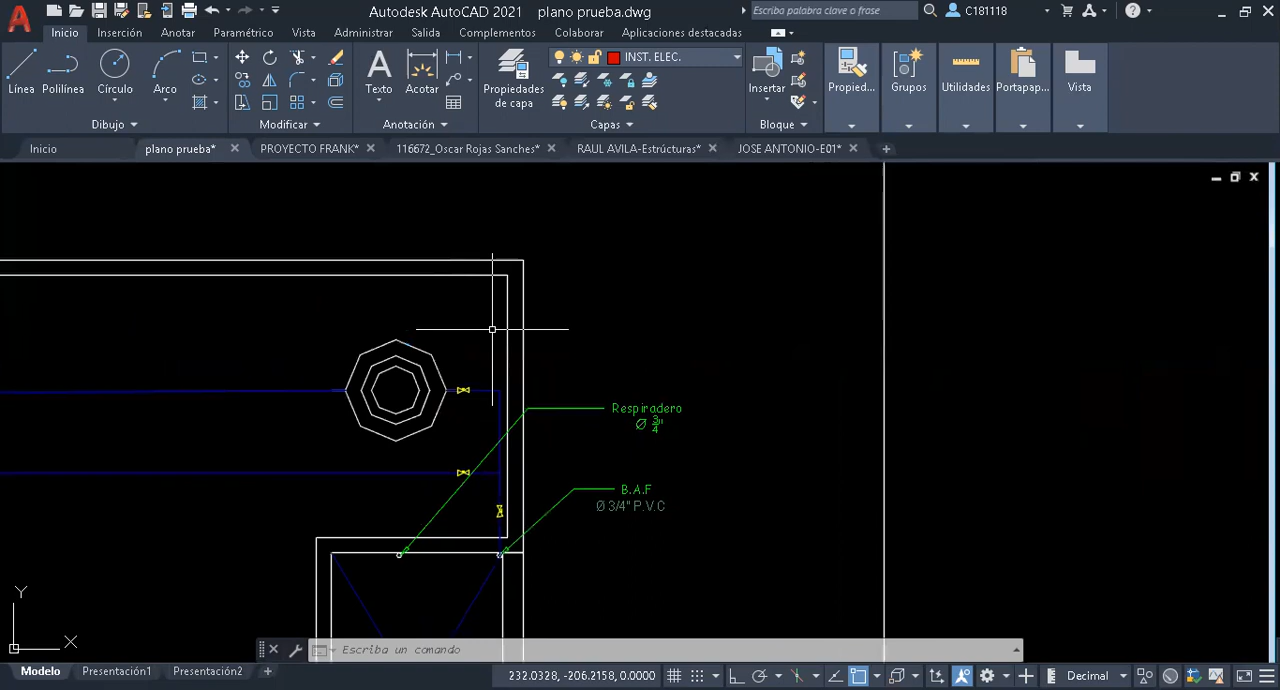 Autodesk AutoCAD 2021 plano prueba.dwg
Escriba palabra clave o frase
C181118
Inicio Inserción Anotar Paramétrico Vista Administrar Salida Complementos Colaborar Aplicaciones destacadas
INST. ELEC.
Línea Polilínea Círculo Arco
Texto Acotar
Propiedades de capa
Insertar
Propied... Grupos Utilidades Portapap... Vista
Dibujo Modificar Anotación Capas Bloque
Inicio plano prueba* PROYECTO FRANK* 116672_Oscar Rojas Sanches* RAUL AVILA-Estrúcturas* JOSE ANTONIO-E01*
Respiradero
Ø 3/4"
B.A.F
Ø 3/4" P.V.C
Y
X
Escriba un comando
Modelo Presentación1 Presentación2
232.0328, -206.2158, 0.0000
Decimal